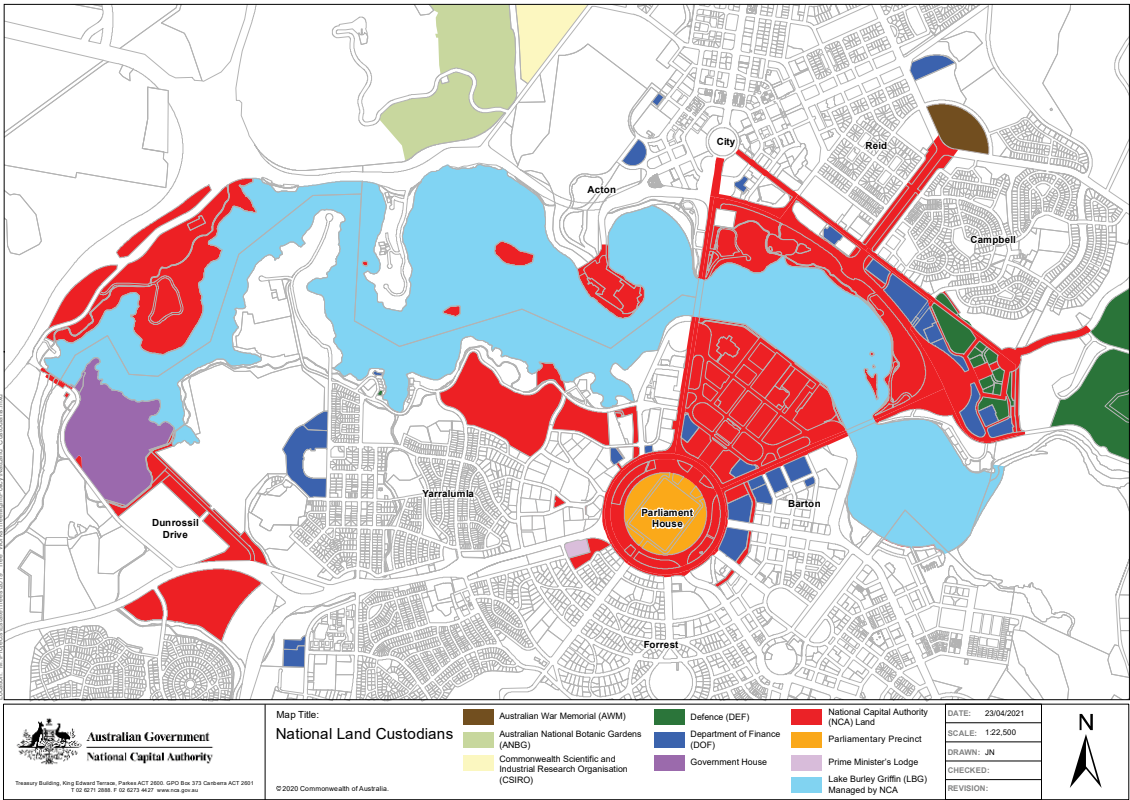 City
Reid
Acton
Campbell
Yarralumla
Parliament
House
Barton
Dunrossil
Drive
Forrest
Australian Government
National Capital Authority
Treasury Building, King Edward Terrace, Parkes ACT 2600. GPO Box 373 Canberra ACT 2601
T 02 6271 2888. F 02 6273 4427 www.nca.gov.au
Map Title:
National Land Custodians
©2020 Commonwealth of Australia.
Australian War Memorial (AWM)
Australian National Botanic Gardens
(ANBG)
Commonwealth Scientific and
Industrial Research Organisation
(CSIRO)
Defence (DEF)
Department of Finance
(DOF)
Government House
National Capital Authority
(NCA) Land
Parliamentary Precinct
Prime Minister's Lodge
Lake Burley Griffin (LBG)
Managed by NCA
DATE: 23/04/2021
SCALE: 1:22,500
DRAWN: JN
CHECKED:
REVISION:
N